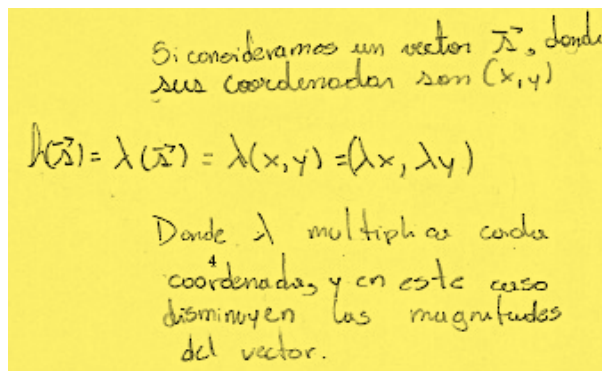 Si consideramos un vector s⃗, donde
sus coordenadas son (x,y)
h(s⃗) = λ(s⃗) = λ(x,y) = (λx, λy)
Donde λ multiplica cada
4
coordenada, y en este caso
disminuyen las magnitudes
del vector.